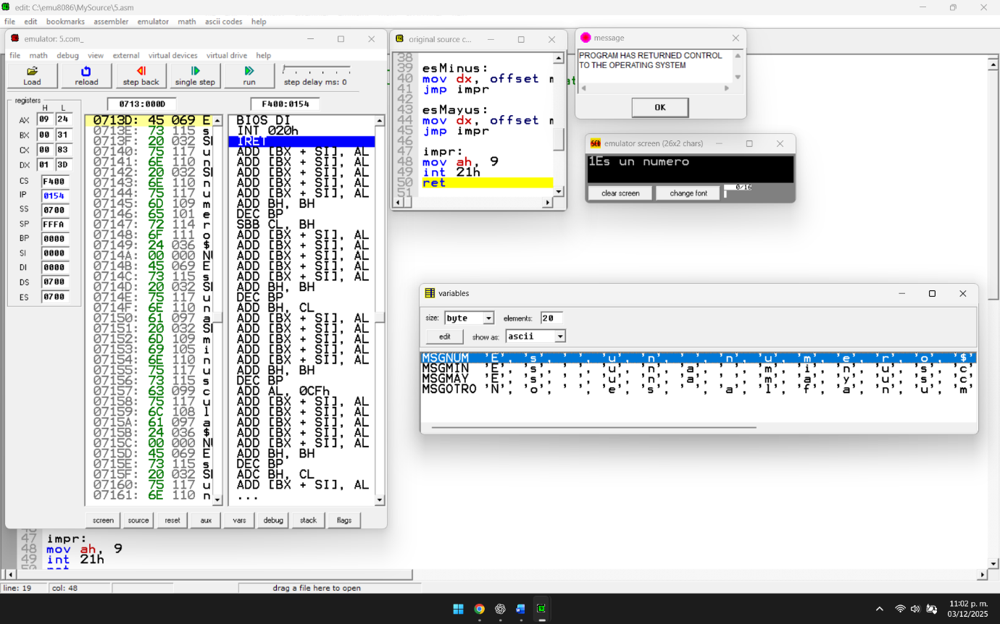 edit: C:\emu8086\MySource\5.asm
file edit bookmarks assembler emulator math ascii codes help
emulator: 5.com_
file math debug view external virtual devices virtual drive help
Load reload step back single step run step delay ms: 0
registers
H L
0713:000D F400:0154
AX 09 24
BX 00 31
CX 00 83
DX 01 3D
CS F400
IP 0154
SS 0700
SP FFFA
BP 0000
SI 0000
DI 0000
DS 0700
ES 0700
0713D: 45 069 E
0713E: 73 115 s
0713F: 20 032
07140: 75 117 u
07141: 6E 110 n
07142: 20 032
07143: 6E 110 n
07144: 75 117 u
07145: 6D 109 m
07146: 65 101 e
07147: 72 114 r
07148: 6F 111 o
07149: 24 036 $
0714A: 00 000
0714B: 45 069 E
0714C: 73 115 s
0714D: 20 032
0714E: 75 117 u
0714F: 6E 110 n
07150: 61 097 a
07151: 20 032
07152: 6D 109 m
07153: 69 105 i
07154: 6E 110 n
07155: 75 117 u
07156: 73 115 s
07157: 63 099 c
07158: 75 117 u
07159: 6C 108 l
0715A: 61 097 a
0715B: 24 036 $
0715C: 00 000
0715D: 45 069 E
0715E: 73 115 s
0715F: 20 032
07160: 75 117 u
07161: 6E 110 n
BIOS DI
INT 020h
IRET
ADD [BX + SI], AL
ADD [BX + SI], AL
ADD [BX + SI], AL
ADD [BX + SI], AL
ADD [BX + SI], AL
ADD BH, BH
DEC BP
SBB CL, BH
ADD [BX + SI], AL
ADD [BX + SI], AL
ADD [BX + SI], AL
ADD [BX + SI], AL
ADD [BX + SI], AL
ADD BH, BH
DEC BP
ADD BH, CL
ADD [BX + SI], AL
ADD [BX + SI], AL
ADD [BX + SI], AL
ADD [BX + SI], AL
ADD [BX + SI], AL
ADD BH, BH
DEC BP
ADD AL, 0CFh
ADD [BX + SI], AL
ADD [BX + SI], AL
ADD [BX + SI], AL
ADD [BX + SI], AL
ADD [BX + SI], AL
ADD BH, BH
DEC BP
ADC BH, CL
ADD [BX + SI], AL
...
screen source reset aux vars debug stack flags
original source c...
38
39 esMinus:
40 mov dx, offset
41 jmp impr
42
43 esMayus:
44 mov dx, offset
45 jmp impr
46
47 impr:
48 mov ah, 9
49 int 21h
50 ret
51
message
PROGRAM HAS RETURNED CONTROL
TO THE OPERATING SYSTEM
OK
emulator screen (26x2 chars)
1Es un numero
clear screen change font 0/16
variables
size: byte elements: 20
edit show as: ascii
MSGNUM 'E', 's', ' ', 'u', 'n', ' ', 'n', 'u', 'm', 'e', 'r', 'o', '$'
MSGMIN 'E', 's', ' ', 'u', 'n', 'a', ' ', 'm', 'i', 'n', 'u', 's', 'c'
MSGMAY 'E', 's', ' ', 'u', 'n', 'a', ' ', 'm', 'a', 'y', 'u', 's', 'c'
MSGOTRO 'N', 'o', ' ', 'e', 's', ' ', 'a', 'l', 'f', 'a', 'n', 'u', 'm'
47 impr:
48 mov ah, 9
49 int 21h
line: 19 col: 48 drag a file here to open
11:02 p. m.
03/12/2025